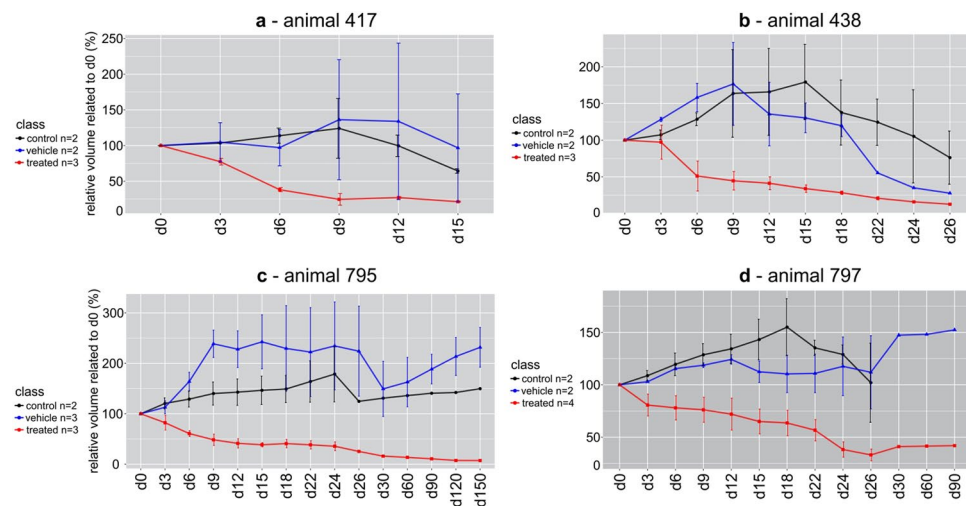 a - animal 417
relative volume related to d0 (%)
250
200
150
100
50
0
class
control n=2
vehicle n=2
treated n=3
d0 d3 d6 d9 d12 d15
b - animal 438
200
150
100
50
0
class
control n=2
vehicle n=2
treated n=3
d0 d3 d6 d9 d12 d15 d18 d22 d24 d26
c - animal 795
relative volume related to d0 (%)
300
200
100
0
class
control n=2
vehicle n=3
treated n=3
d0 d3 d6 d9 d12 d15 d18 d22 d24 d26 d30 d60 d90 d120 d150
d - animal 797
150
100
50
0
class
control n=2
vehicle n=2
treated n=4
d0 d3 d6 d9 d12 d15 d18 d22 d24 d26 d30 d60 d90